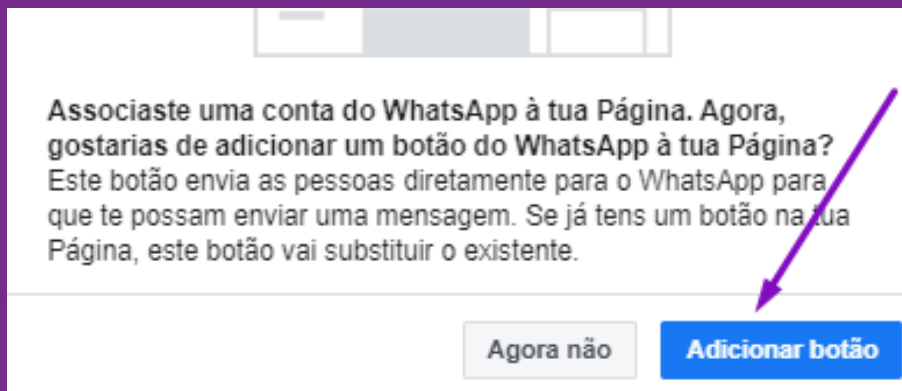 Associaste uma conta do WhatsApp à tua Página. Agora,
gostarias de adicionar um botão do WhatsApp à tua Página?
Este botão envia as pessoas diretamente para o WhatsApp para
que te possam enviar uma mensagem. Se já tens um botão na tua
Página, este botão vai substituir o existente.
Agora não
Adicionar botão